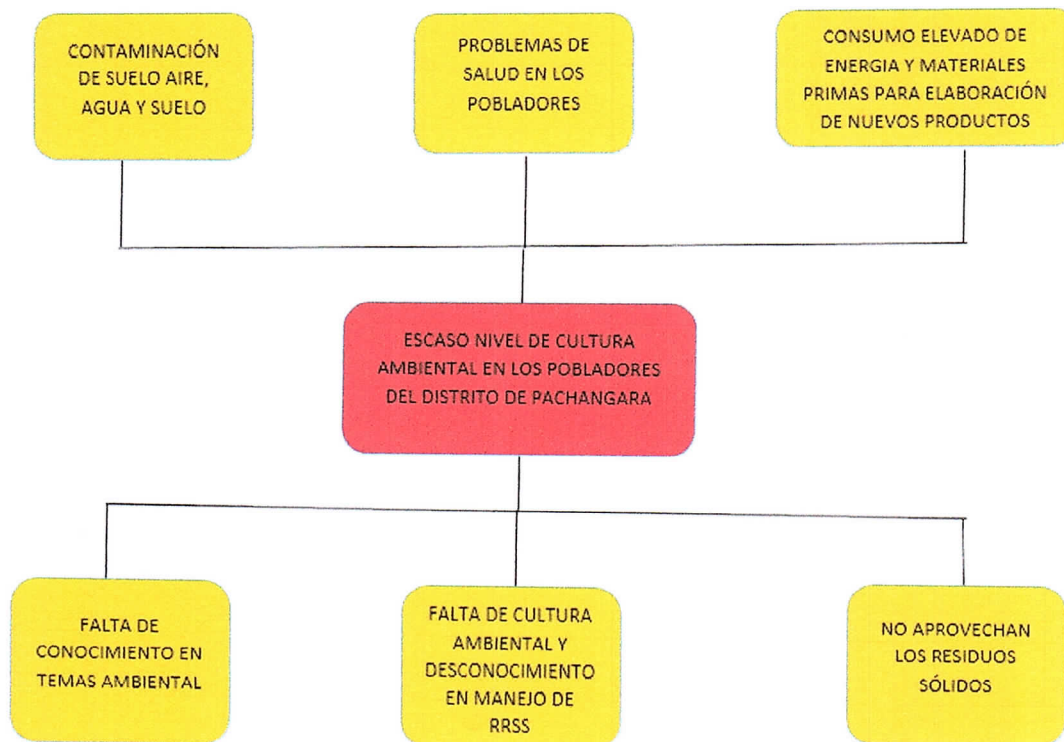 CONTAMINACIÓN
DE SUELO AIRE,
AGUA Y SUELO
PROBLEMAS DE
SALUD EN LOS
POBLADORES
CONSUMO ELEVADO DE
ENERGIA Y MATERIALES
PRIMAS PARA ELABORACIÓN
DE NUEVOS PRODUCTOS
ESCASO NIVEL DE CULTURA
AMBIENTAL EN LOS POBLADORES
DEL DISTRITO DE PACHANGARA
FALTA DE
CONOCIMIENTO EN
TEMAS AMBIENTAL
FALTA DE CULTURA
AMBIENTAL Y
DESCONOCIMIENTO
EN MANEJO DE
RRSS
NO APROVECHAN
LOS RESIDUOS
SÓLIDOS